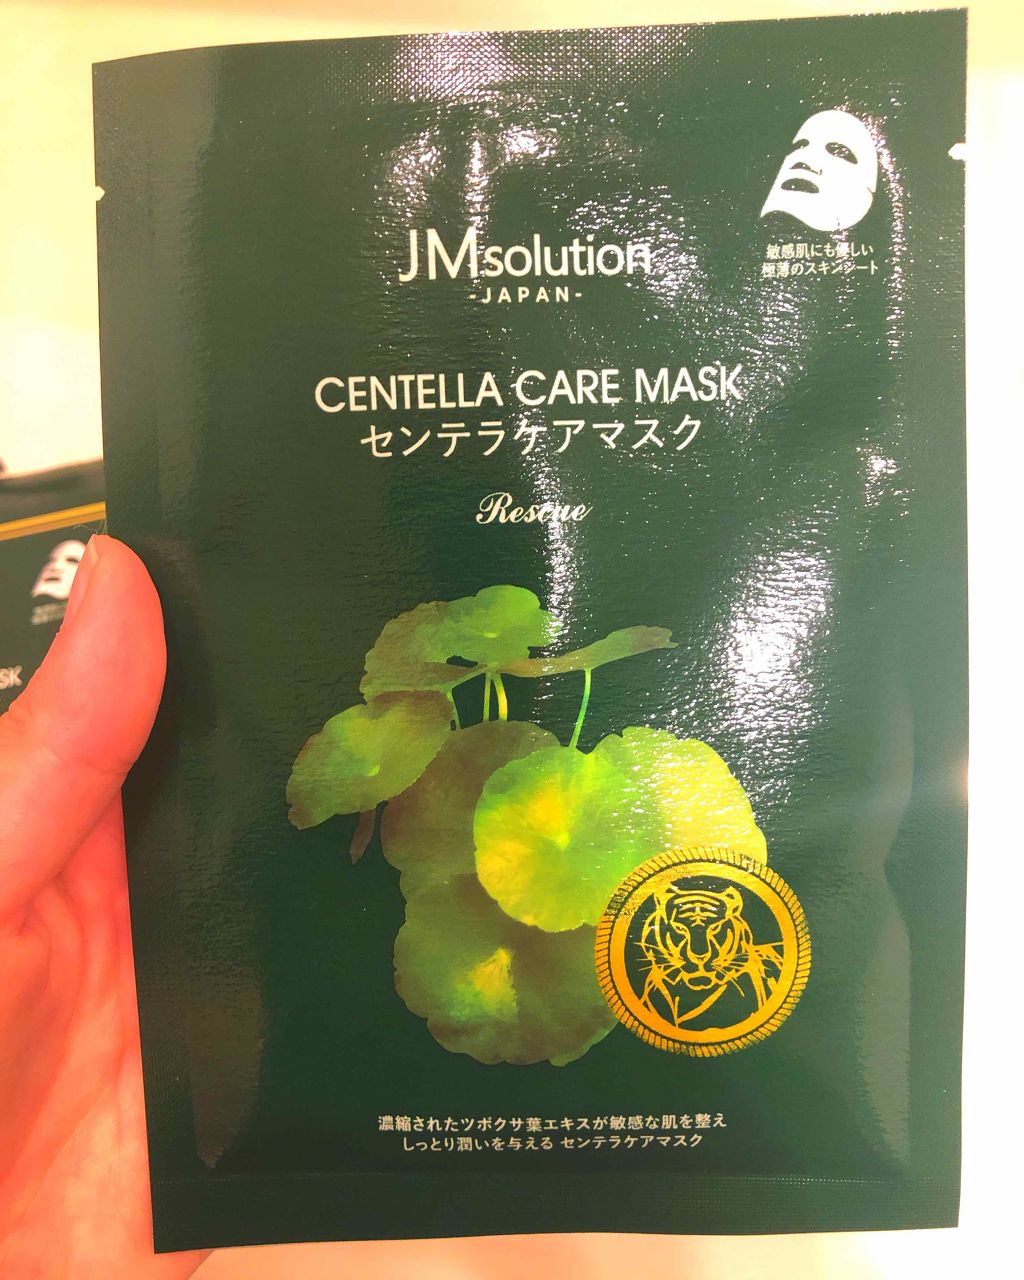 敏感肌にも優しい
極薄のスキンシート
JMsolution
-JAPAN-
CENTELLA CARE MASK
センテラケアマスク
Rescue
SK
濃縮されたツボクサ葉エキスが敏感な肌を整え
しっとり潤いを与える センテラケアマスク